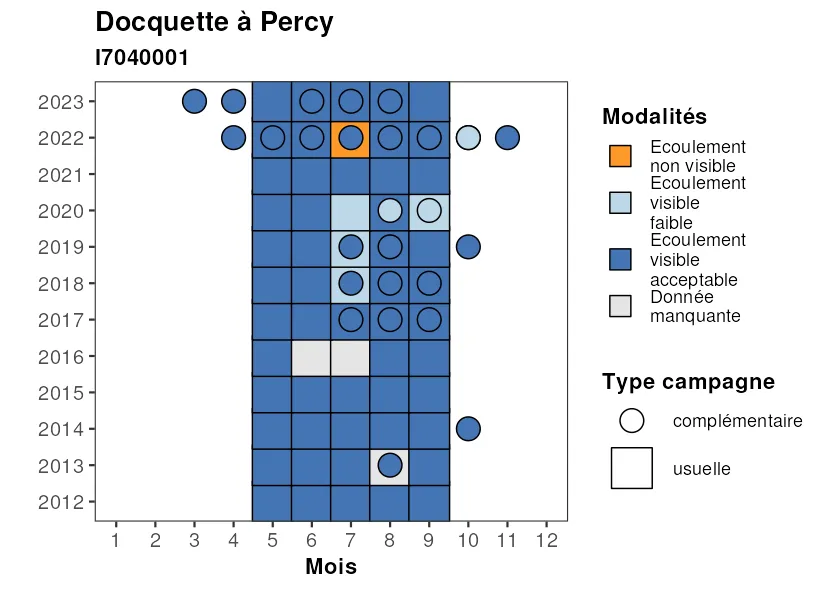 Docquette à Percy
I7040001
2023
2022
2021
2020
2019
2018
2017
2016
2015
2014
2013
2012
1 2 3 4 5 6 7 8 9 10 11 12
Mois
Modalités
Ecoulement
non visible
Ecoulement
visible
faible
Ecoulement
visible
acceptable
Donnée
manquante
Type campagne
complémentaire
usuelle